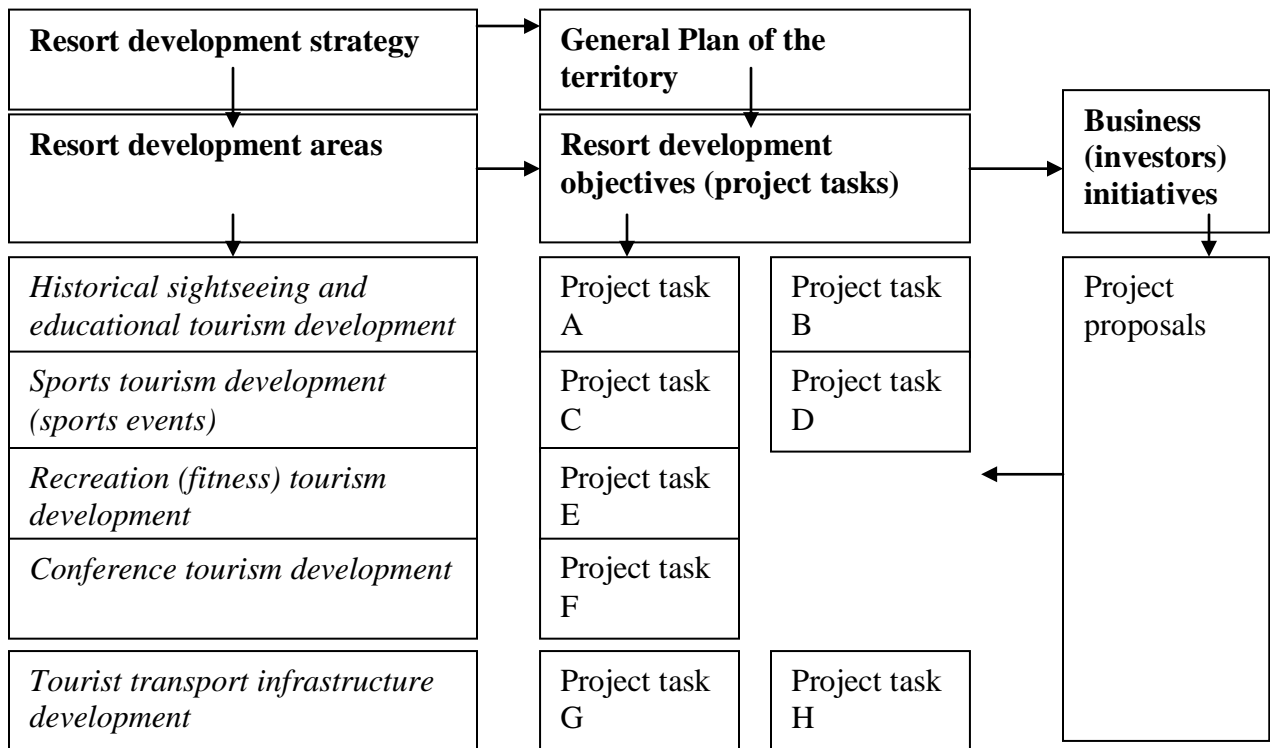 Resort development strategy
General Plan of the
territory
Resort development areas
Resort development
objectives (project tasks)
Business
(investors)
initiatives
Historical sightseeing and
educational tourism development
Project task
A
Project task
B
Project
proposals
Sports tourism development
(sports events)
Project task
C
Project task
D
Recreation (fitness) tourism
development
Project task
E
Conference tourism development
Project task
F
Tourist transport infrastructure
development
Project task
G
Project task
H